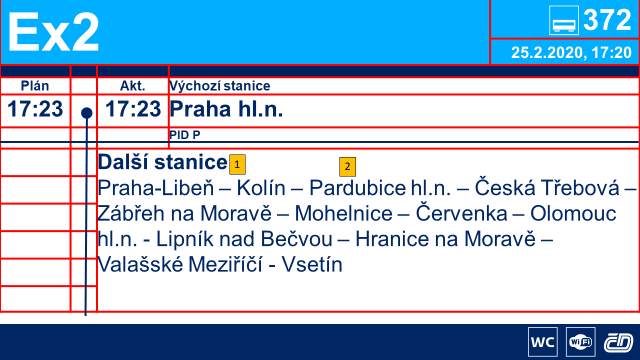 Ex2
372
25.2.2020, 17:20
Plán
Akt.
Výchozí stanice
17:23
17:23
Praha hl.n.
PID P
Další stanice 1 2
Praha-Libeň – Kolín – Pardubice hl.n. – Česká Třebová –
Zábřeh na Moravě – Mohelnice – Červenka – Olomouc
hl.n. - Lipník nad Bečvou – Hranice na Moravě –
Valašské Meziříčí - Vsetín
WC
WiFi
ČD